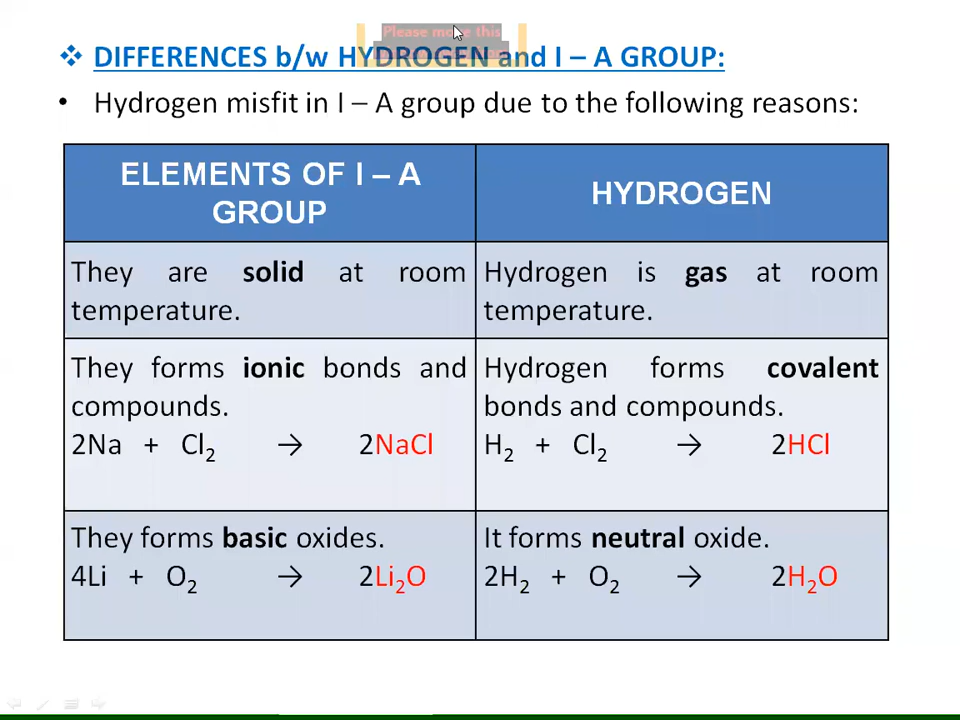 Please move this
❖ DIFFERENCES b/w HYDROGEN and I – A GROUP:
• Hydrogen misfit in I – A group due to the following reasons:
ELEMENTS OF I – A
GROUP
HYDROGEN
They are solid at room
temperature.
Hydrogen is gas at room
temperature.
They forms ionic bonds and
compounds.
2Na + Cl₂ → 2NaCl
Hydrogen forms covalent
bonds and compounds.
H₂ + Cl₂ → 2HCl
They forms basic oxides.
4Li + O₂ → 2Li₂O
It forms neutral oxide.
2H₂ + O₂ → 2H₂O